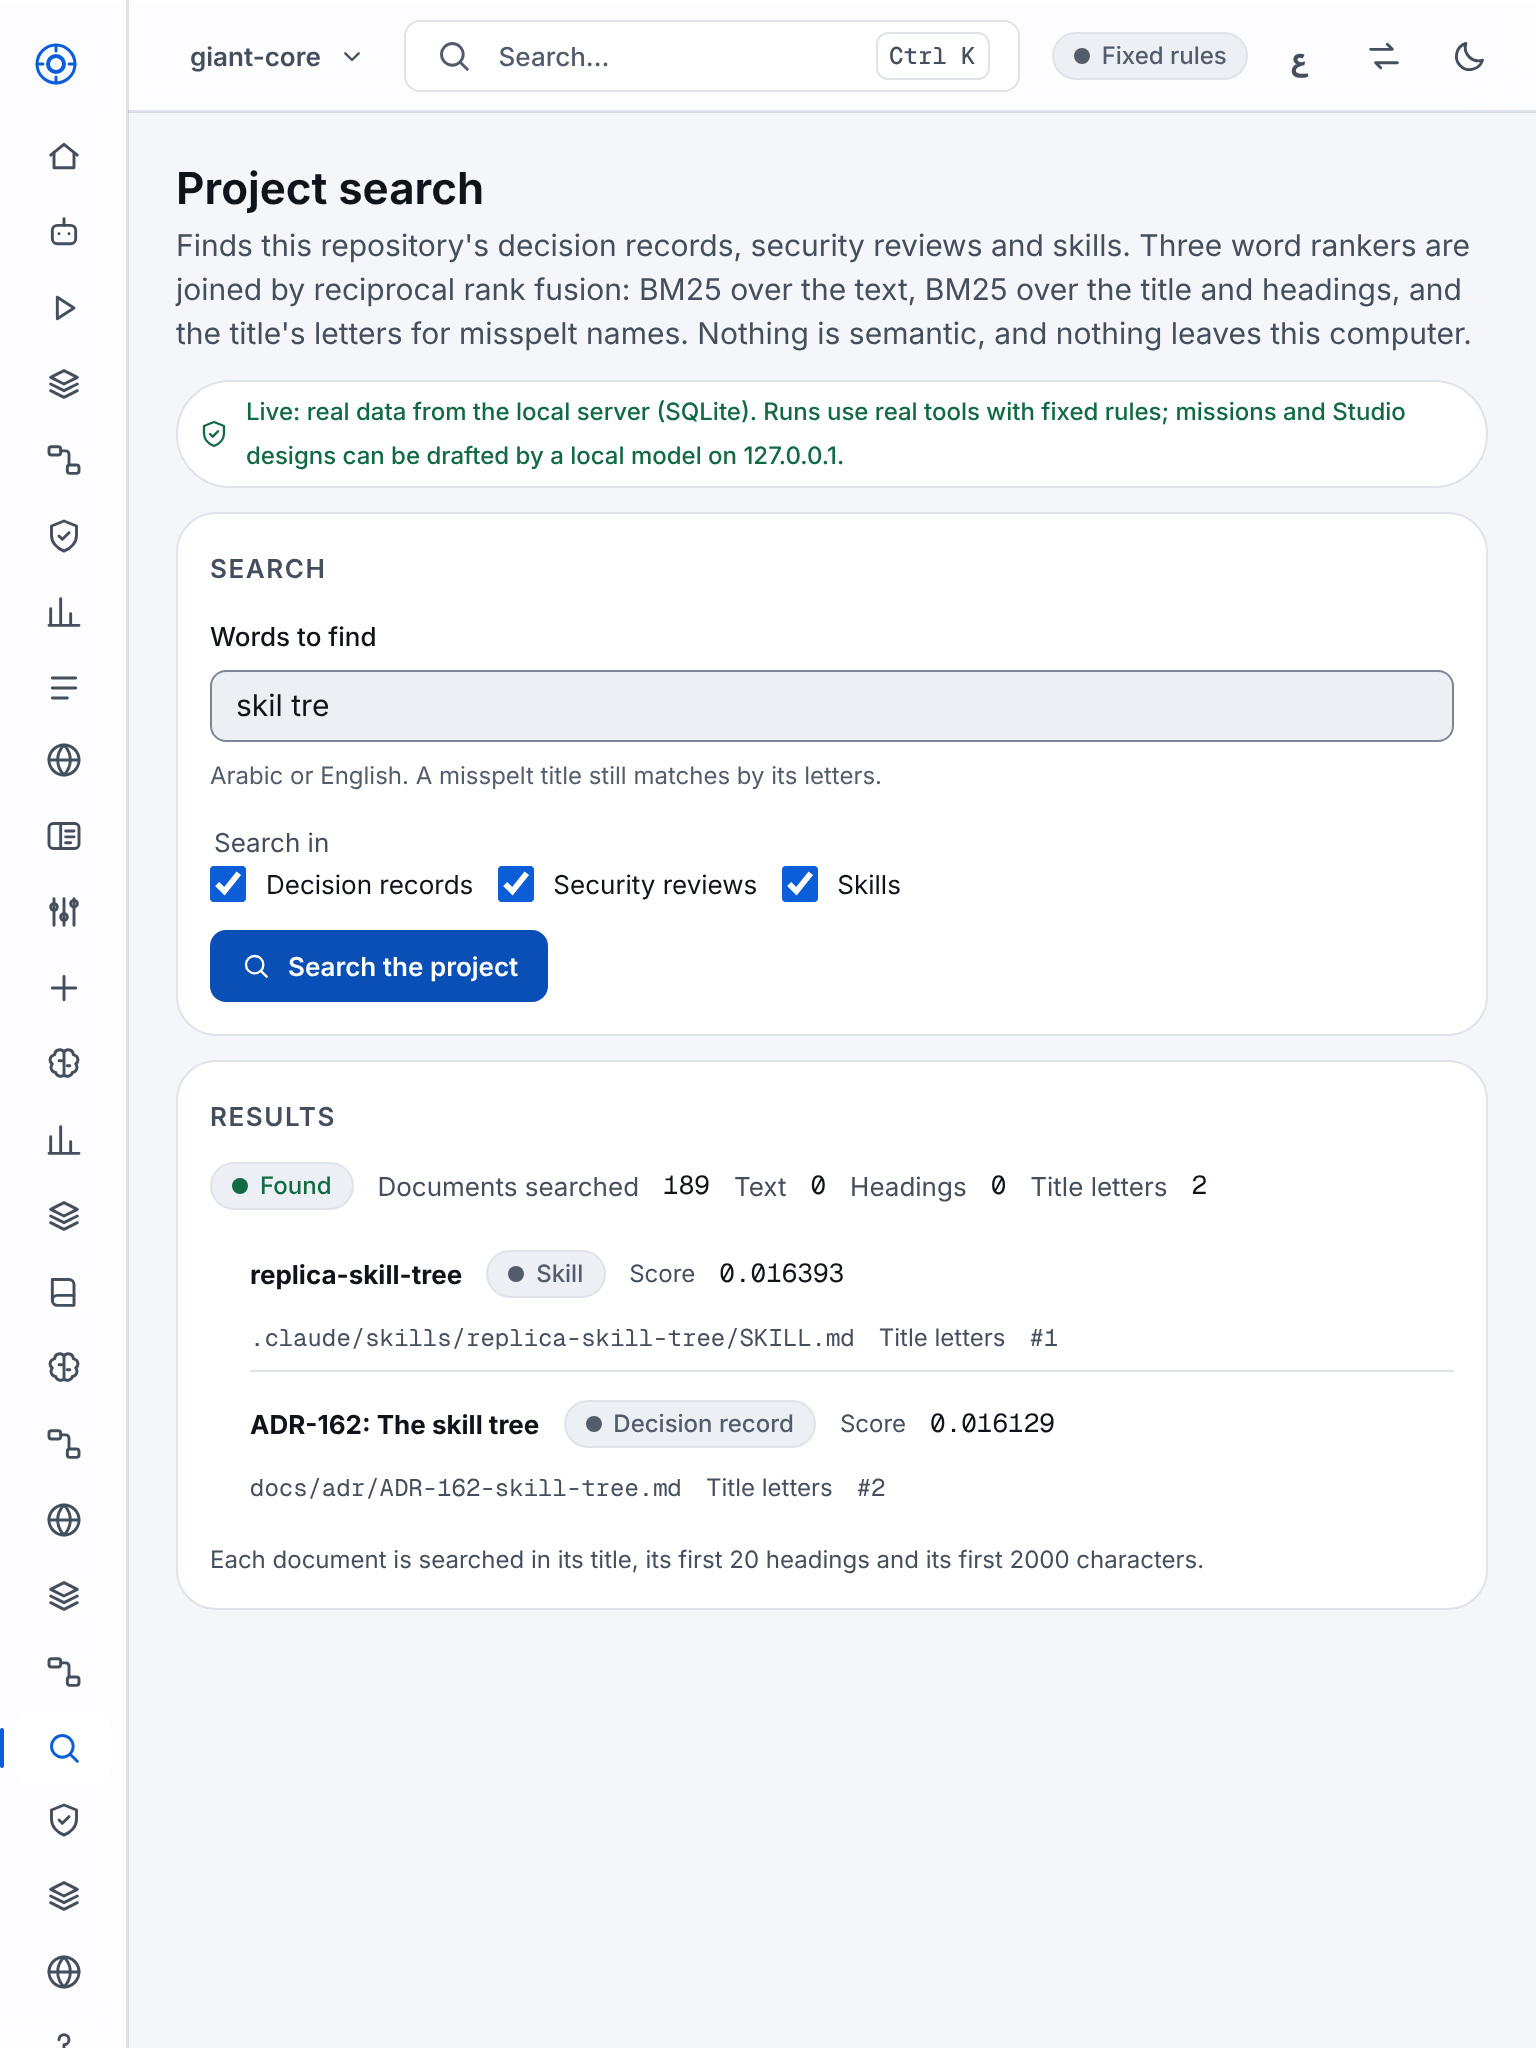 giant-core
Search...
Ctrl K
Fixed rules
ع
Project search
Finds this repository's decision records, security reviews and skills. Three word rankers are
joined by reciprocal rank fusion: BM25 over the text, BM25 over the title and headings, and
the title's letters for misspelt names. Nothing is semantic, and nothing leaves this computer.
Live: real data from the local server (SQLite). Runs use real tools with fixed rules; missions and Studio
designs can be drafted by a local model on 127.0.0.1.
SEARCH
Words to find
skil tre
Arabic or English. A misspelt title still matches by its letters.
Search in
Decision records Security reviews Skills
Search the project
RESULTS
Found Documents searched 189 Text 0 Headings 0 Title letters 2
replica-skill-tree Skill Score 0.016393
.claude/skills/replica-skill-tree/SKILL.md Title letters #1
ADR-162: The skill tree Decision record Score 0.016129
docs/adr/ADR-162-skill-tree.md Title letters #2
Each document is searched in its title, its first 20 headings and its first 2000 characters.